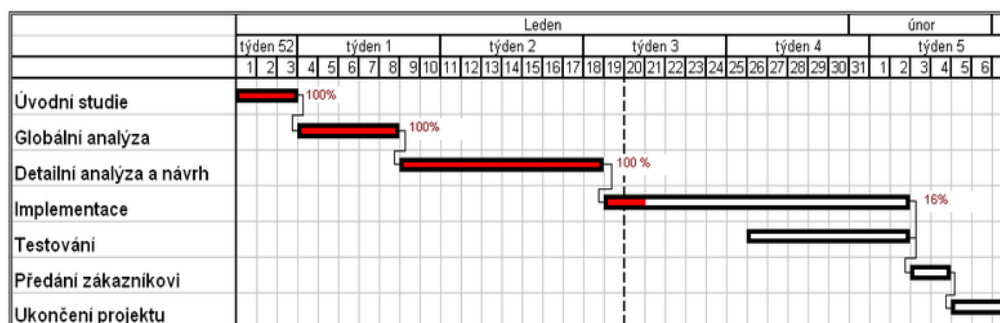 Leden únor
týden 52 týden 1 týden 2 týden 3 týden 4 týden 5
1 2 3 4 5 6 7 8 9 10 11 12 13 14 15 16 17 18 19 20 21 22 23 24 25 26 27 28 29 30 31 1 2 3 4 5 6
Úvodní studie 100%
Globální analýza 100%
Detailní analýza a návrh 100 %
Implementace 16%
Testování
Předání zákazníkovi
Ukončení projektu